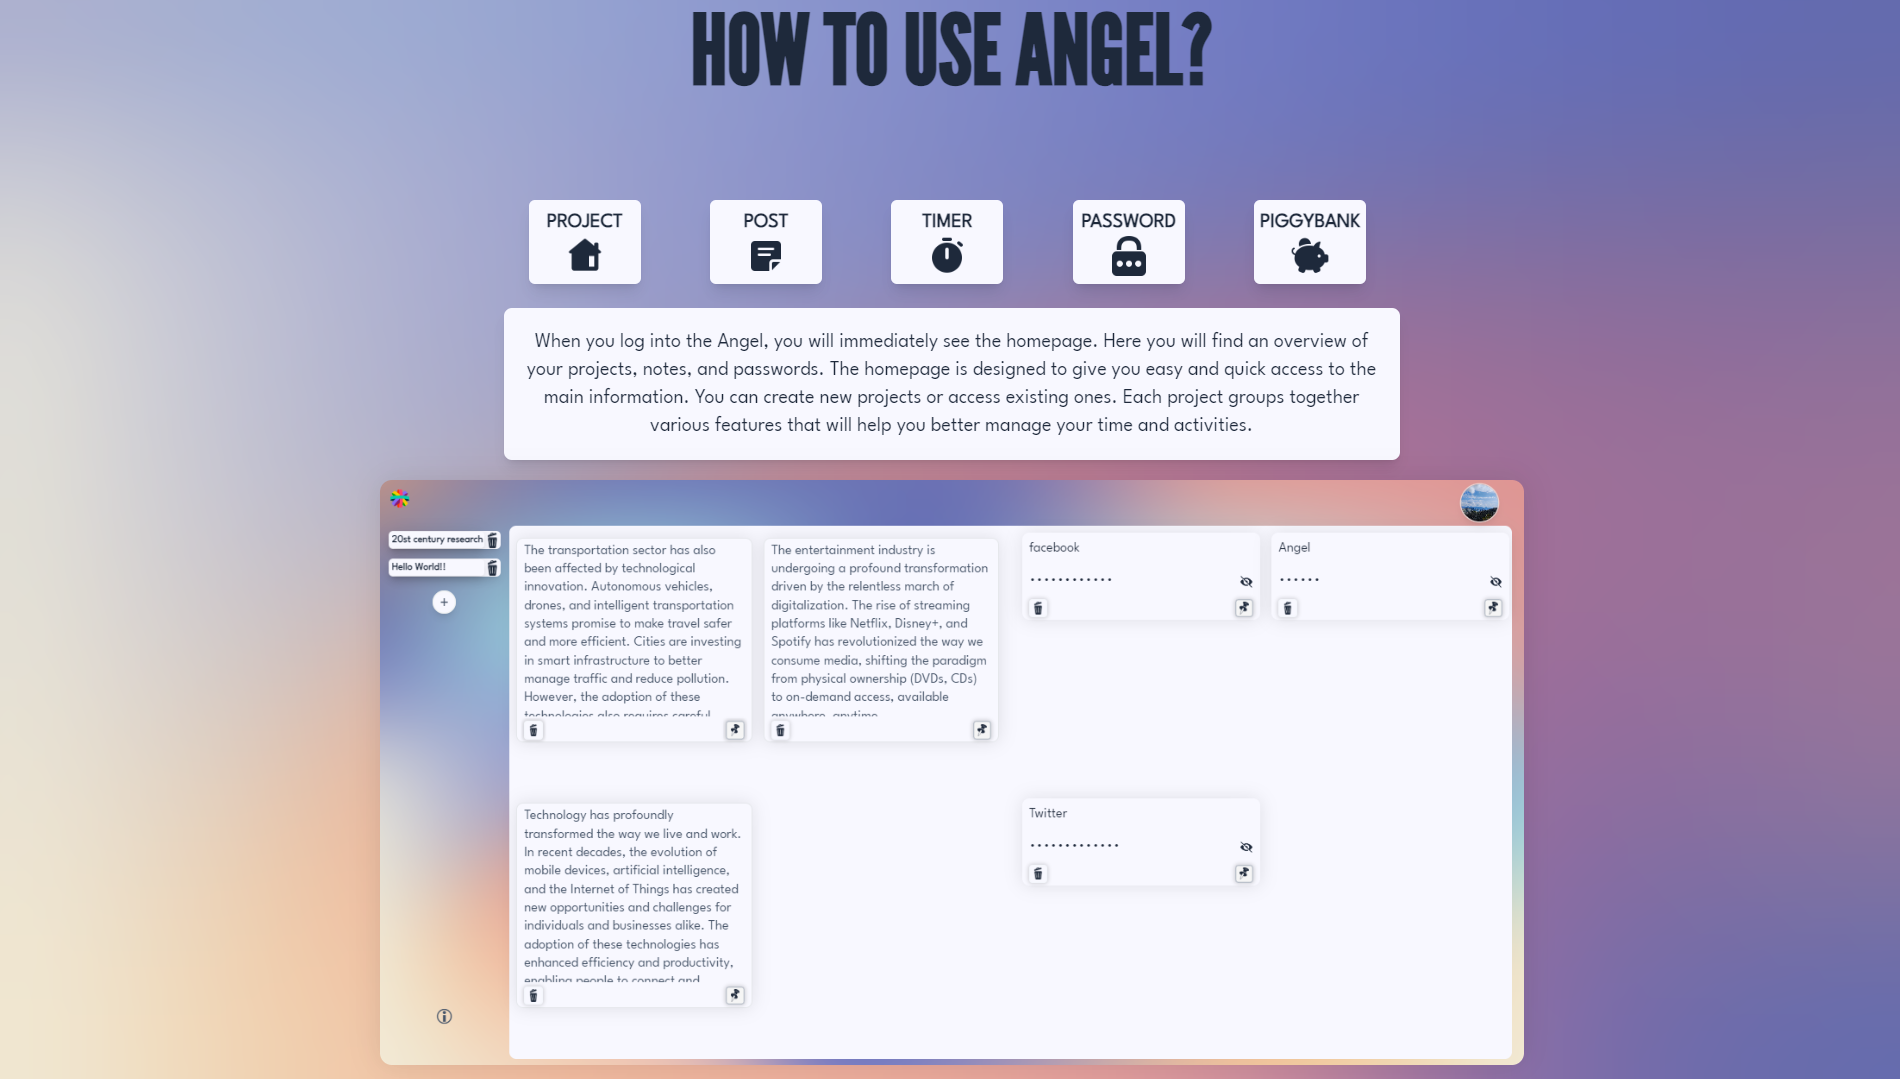 HOW TO USE ANGEL?
PROJECT
POST
TIMER
PASSWORD
PIGGYBANK
When you log into the Angel, you will immediately see the homepage. Here you will find an overview of
your projects, notes, and passwords. The homepage is designed to give you easy and quick access to the
main information. You can create new projects or access existing ones. Each project groups together
various features that will help you better manage your time and activities.
20st century research
Hello World!!
+
The transportation sector has also
been affected by technological
innovation. Autonomous vehicles,
drones, and intelligent transportation
systems promise to make travel safer
and more efficient. Cities are investing
in smart infrastructure to better
manage traffic and reduce pollution.
However, the adoption of these
technologies also requires careful
The entertainment industry is
undergoing a profound transformation
driven by the relentless march of
digitalization. The rise of streaming
platforms like Netflix, Disney+, and
Spotify has revolutionized the way we
consume media, shifting the paradigm
from physical ownership (DVDs, CDs)
to on-demand access, available
anywhere, anytime.
facebook
••••••••••••
Angel
••••••
Technology has profoundly
transformed the way we live and work.
In recent decades, the evolution of
mobile devices, artificial intelligence,
and the Internet of Things has created
new opportunities and challenges for
individuals and businesses alike. The
adoption of these technologies has
enhanced efficiency and productivity,
enabling people to connect and
Twitter
•••••••••••••